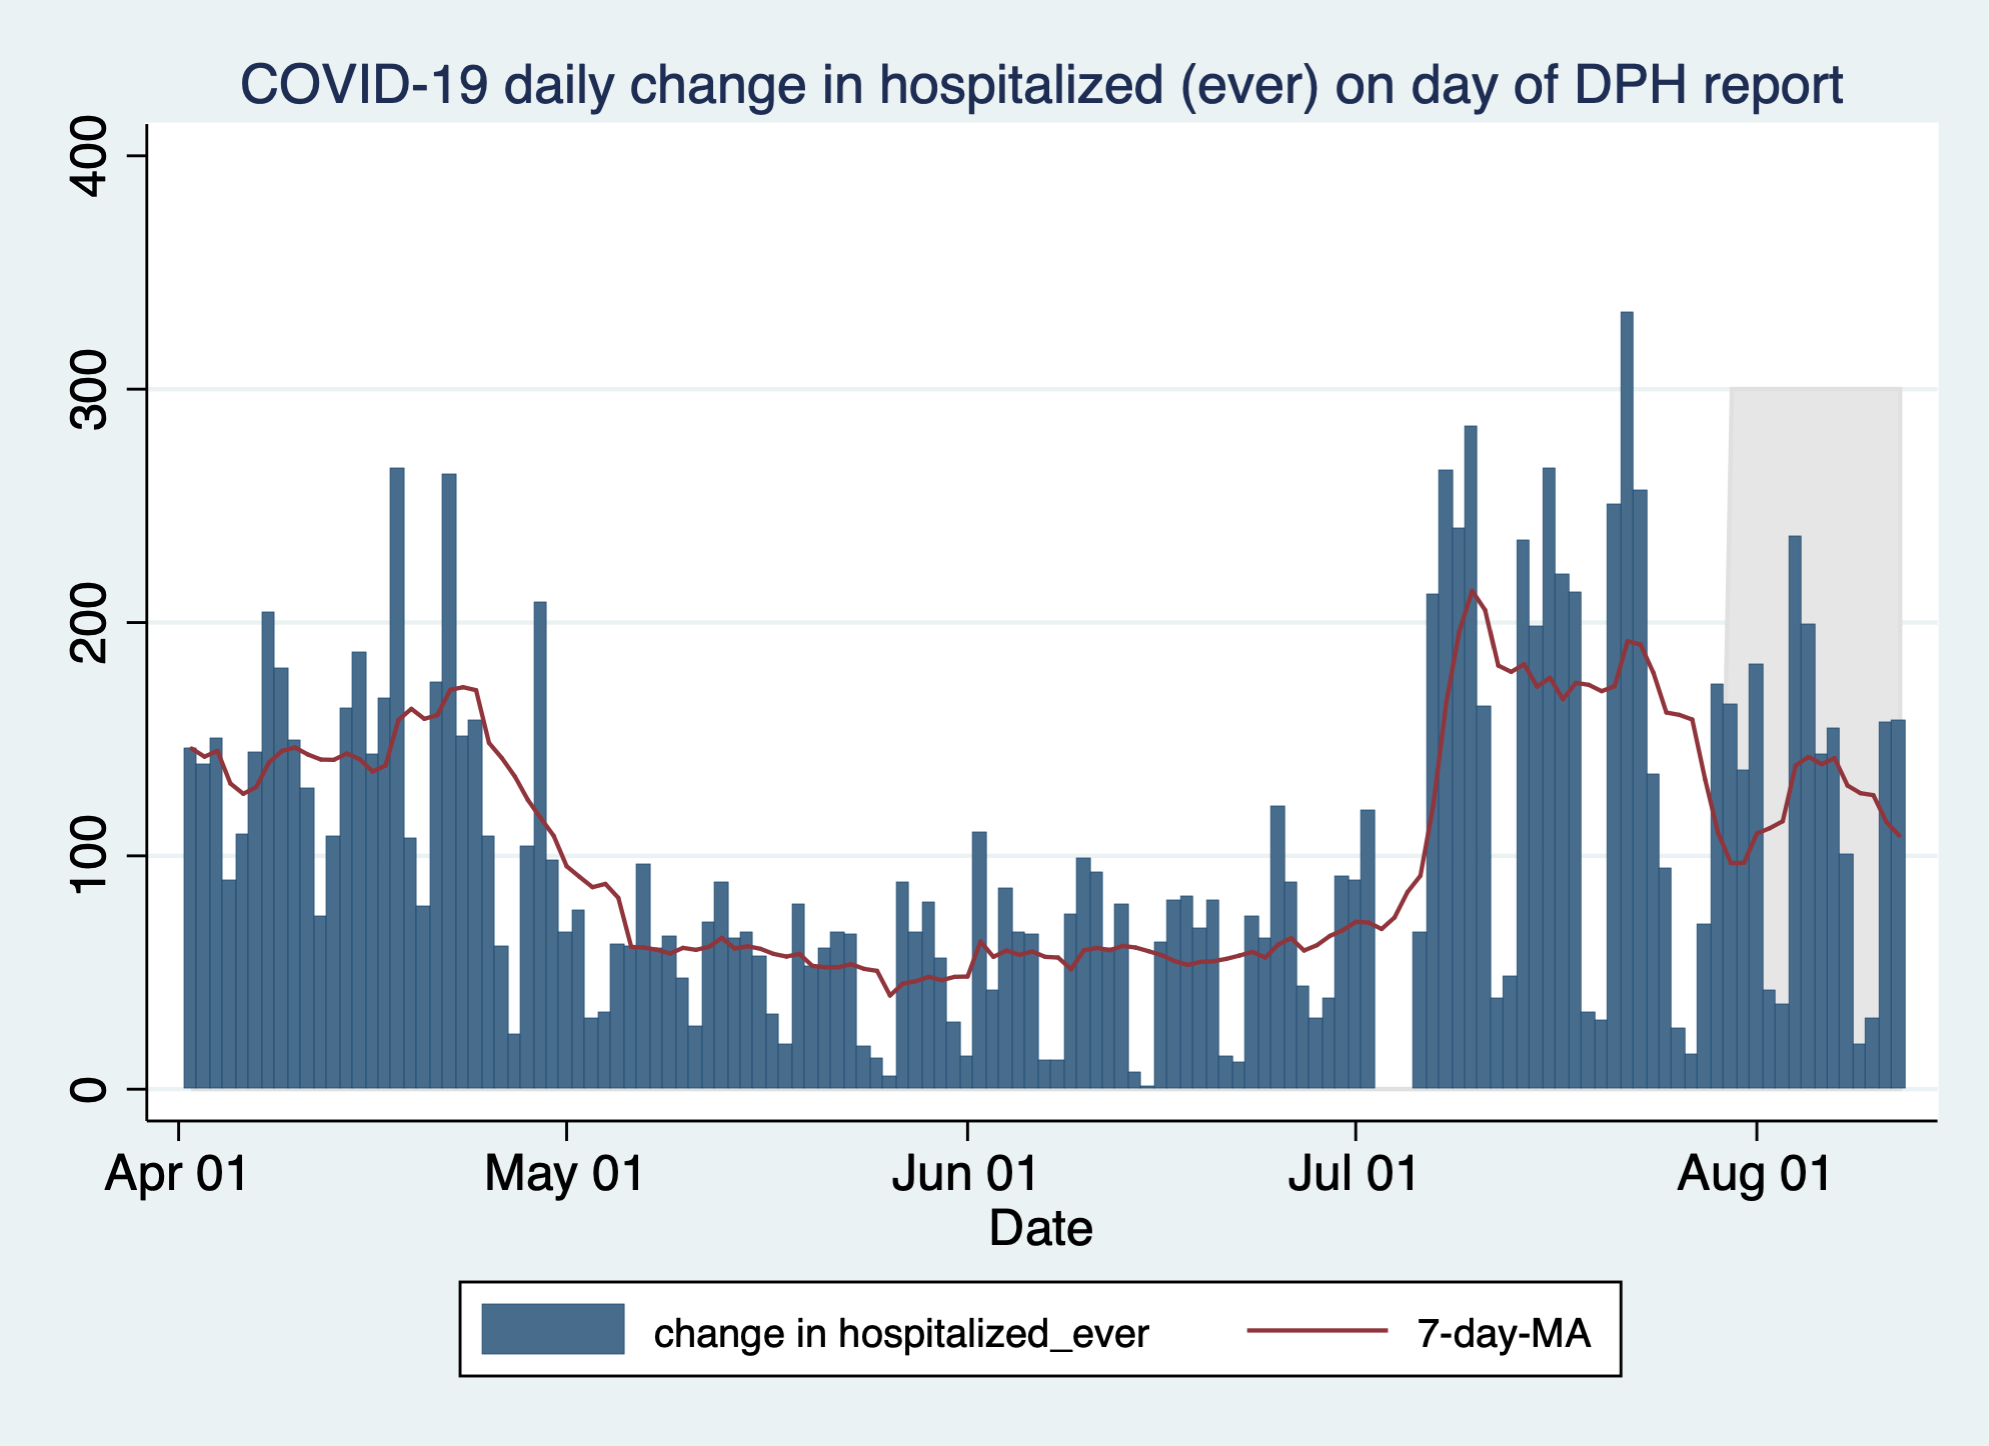 COVID-19 daily change in hospitalized (ever) on day of DPH report
400
300
200
100
0
Apr 01 May 01 Jun 01 Jul 01 Aug 01
Date
change in hospitalized_ever 7-day-MA